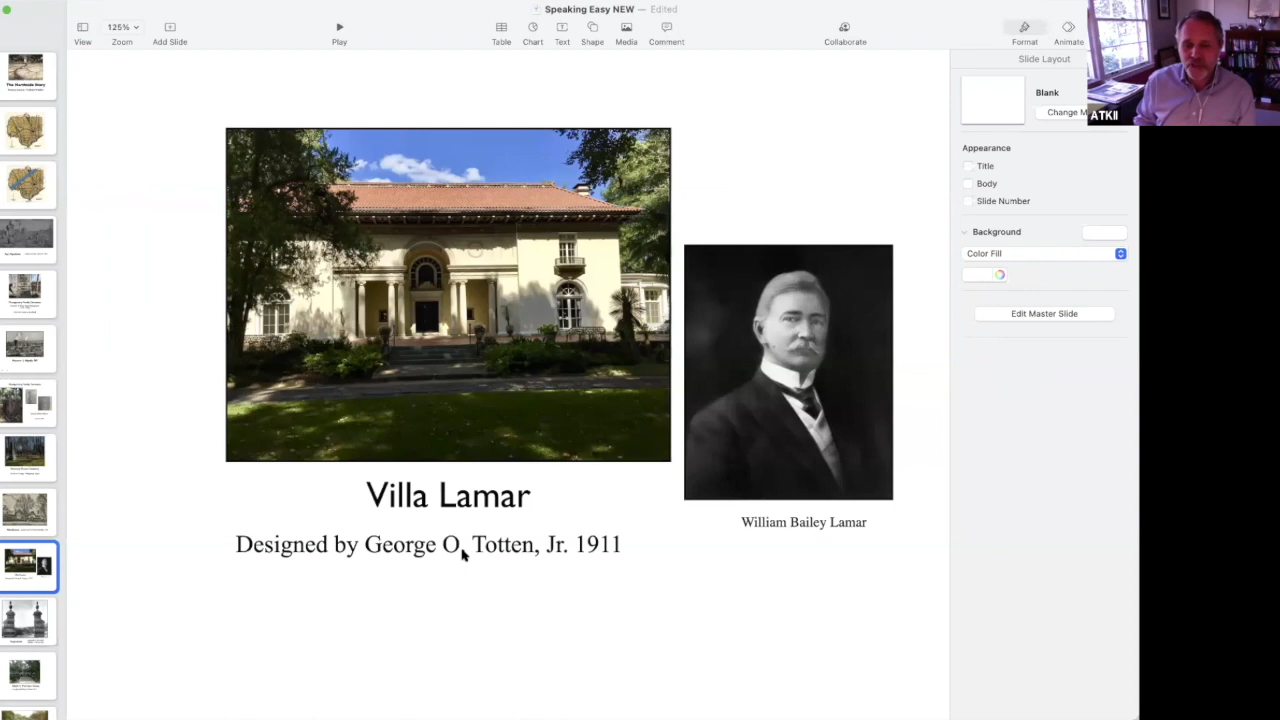 Speaking Easy NEW — Edited
125%
View
Zoom
Add Slide
Play
Table
Chart
Text
Shape
Media
Comment
Collaborate
Format
Animate
Slide Layout
Blank
Change M
ATKII
Appearance
Title
Body
Slide Number
Background
Color Fill
Edit Master Slide
Villa Lamar
Designed by George O. Totten, Jr. 1911
William Bailey Lamar